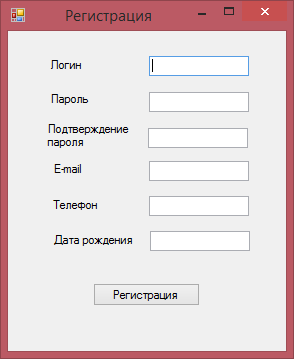 Регистрация
Логин
Пароль
Подтверждение
пароля
E-mail
Телефон
Дата рождения
Регистрация